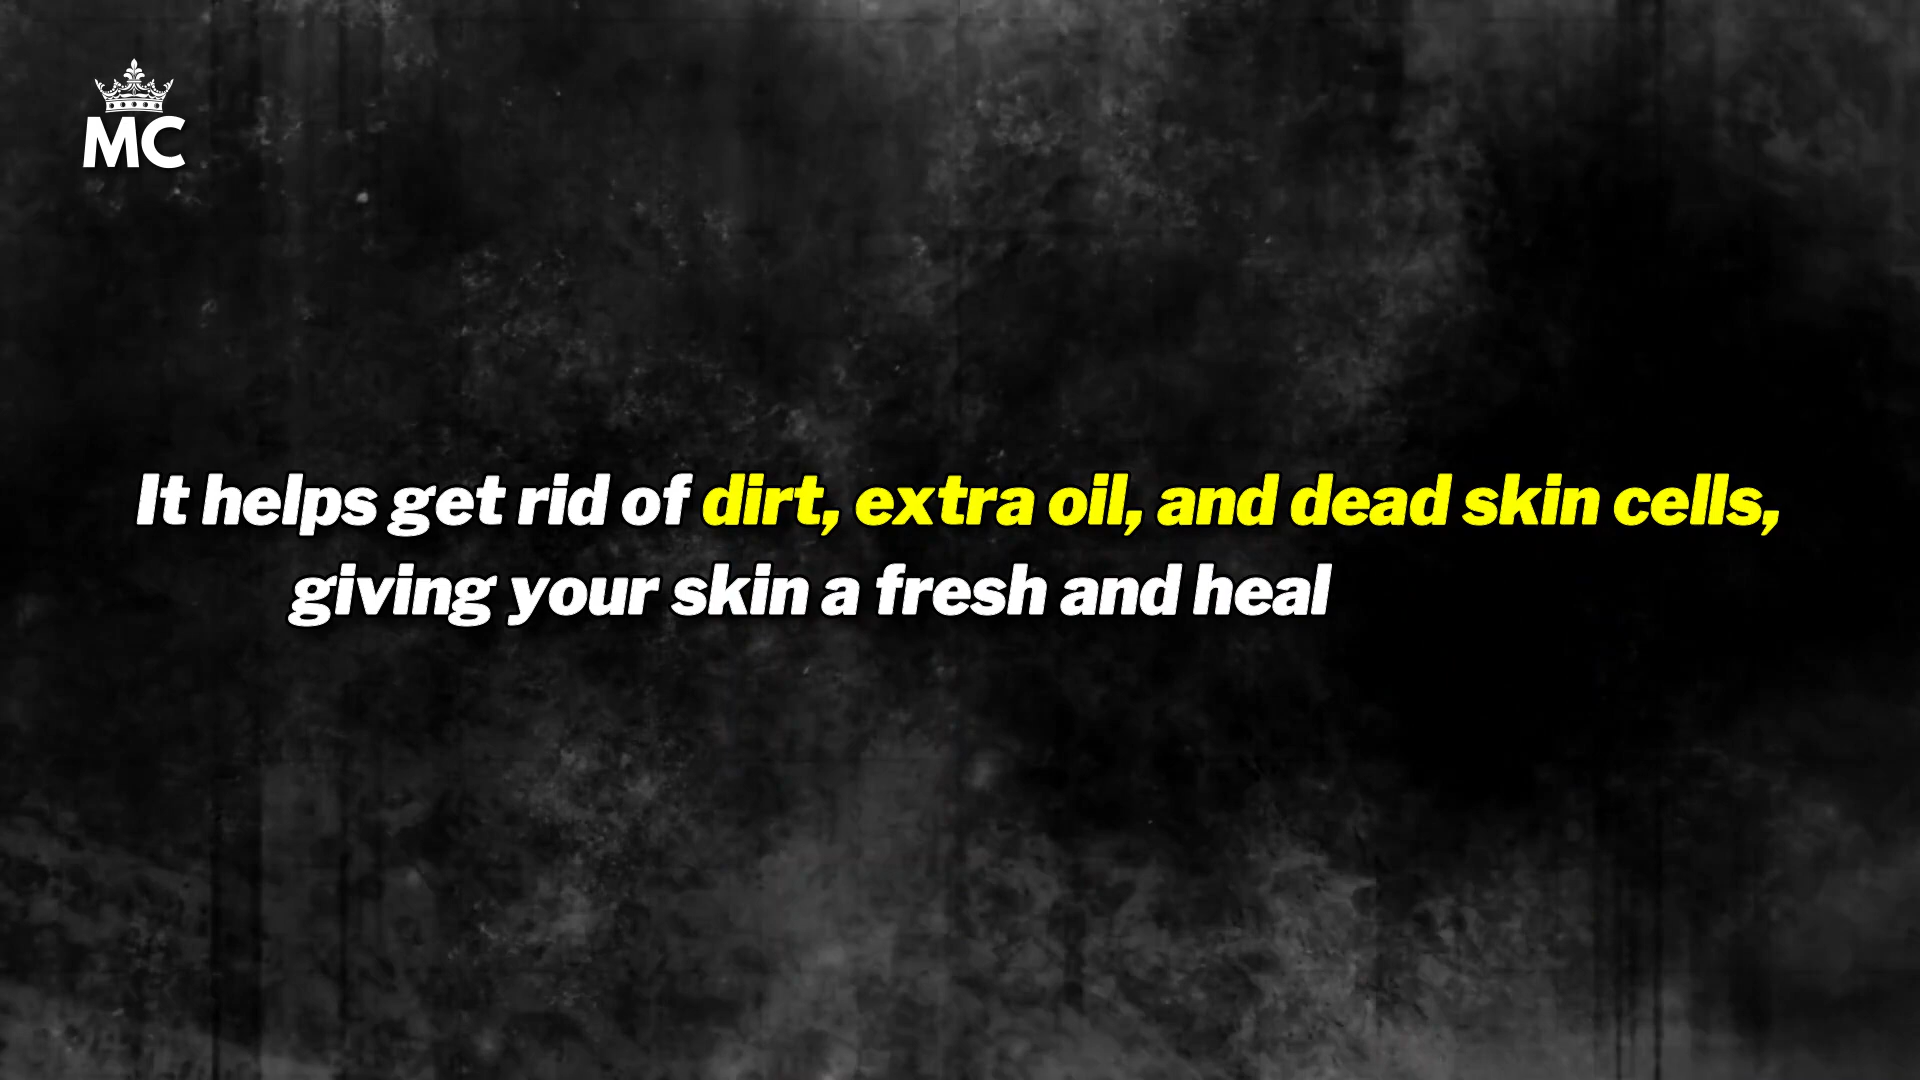 MC
It helps get rid of dirt, extra oil, and dead skin cells,
giving your skin a fresh and heal